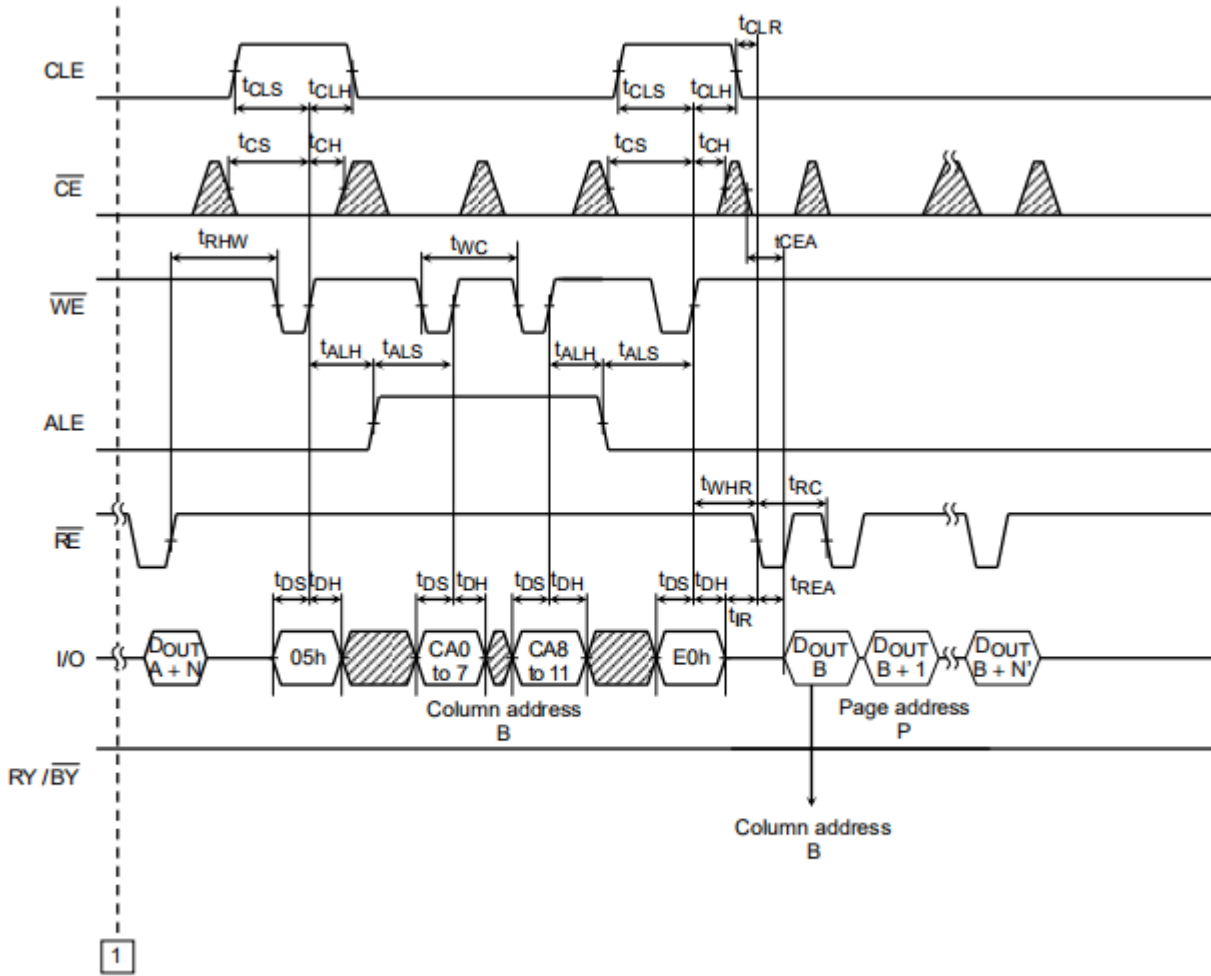 tCLR
CLE
tCLS tCLH tCLS tCLH
tCS tCH tCS tCH
CE
tRHW tWC tCEA
WE
tALH tALS tALH tALS
ALE
tWHR tRC
RE
tDS tDH tDS tDH tDS tDH tDS tDH tREA
tIR
I/O
DOUT
A + N
05h
CA0
to 7
CA8
to 11
E0h
DOUT
B
DOUT
B + 1
DOUT
B + N'
Column address
B
Page address
P
RY / BY
Column address
B
1